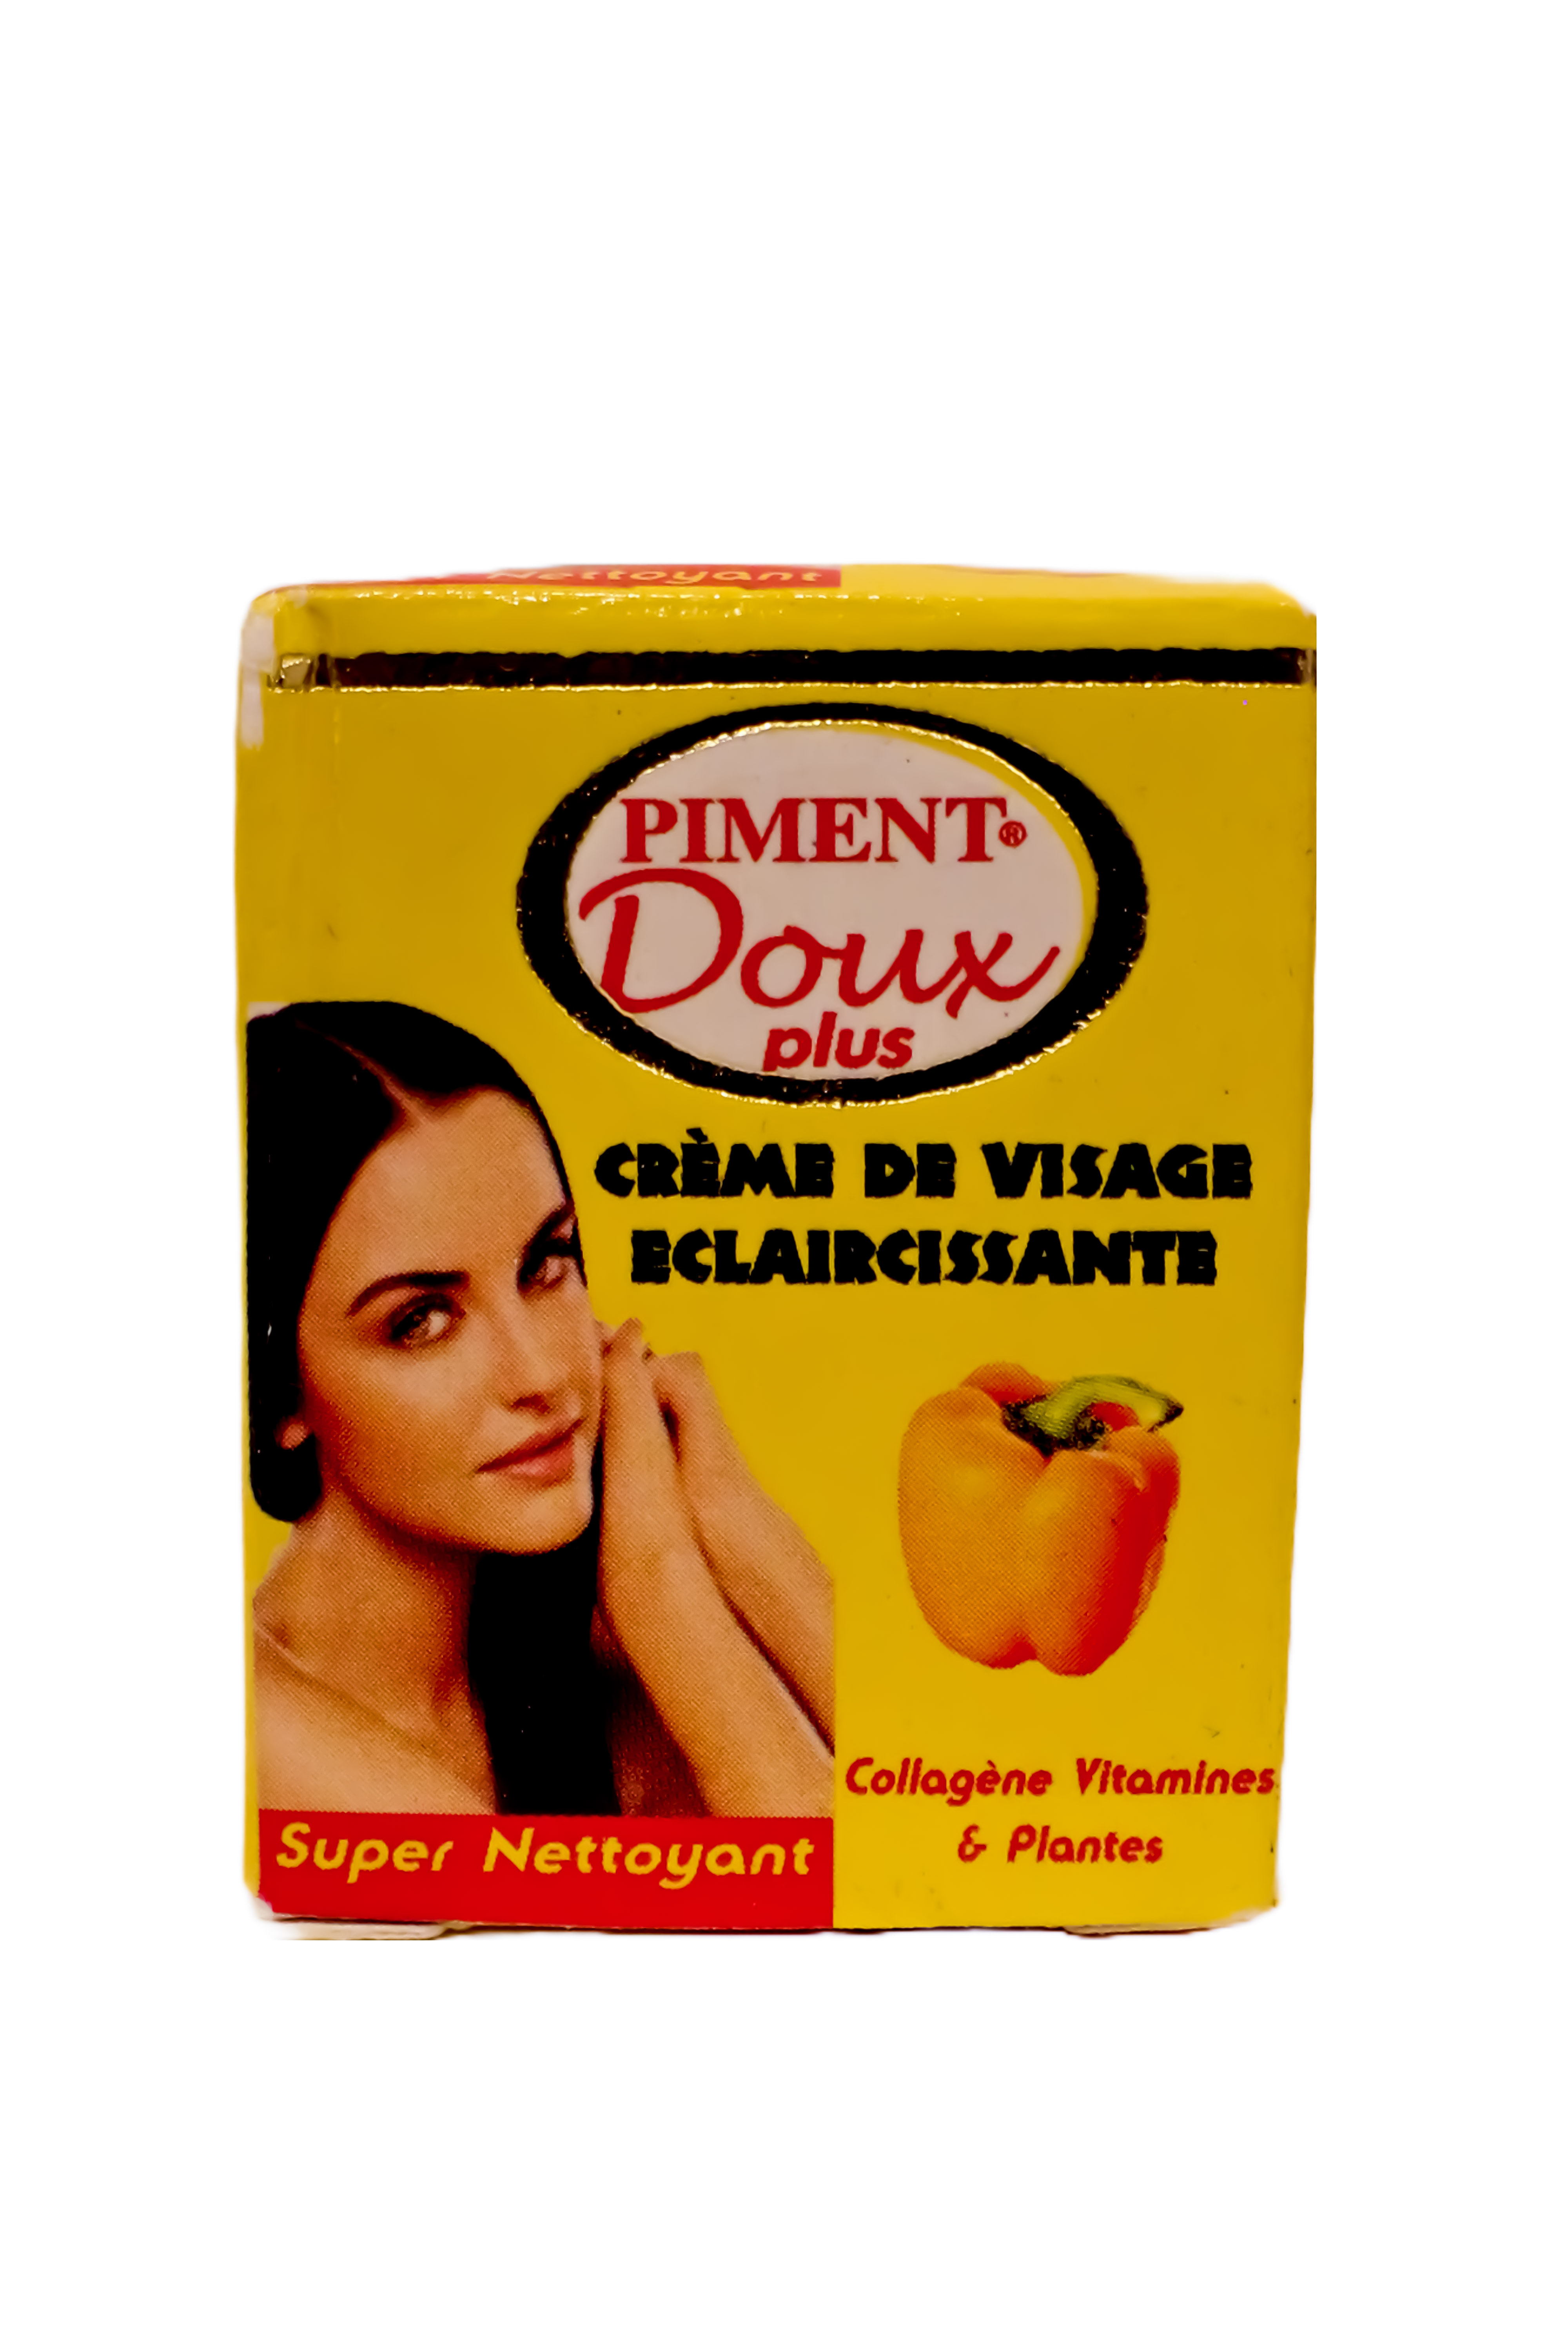 Nettoyant
PIMENT®
Doux
plus
CRÈME DE VISAGE
ECLAIRCISSANTE
Collagène Vitamines
& Plantes
Super Nettoyant